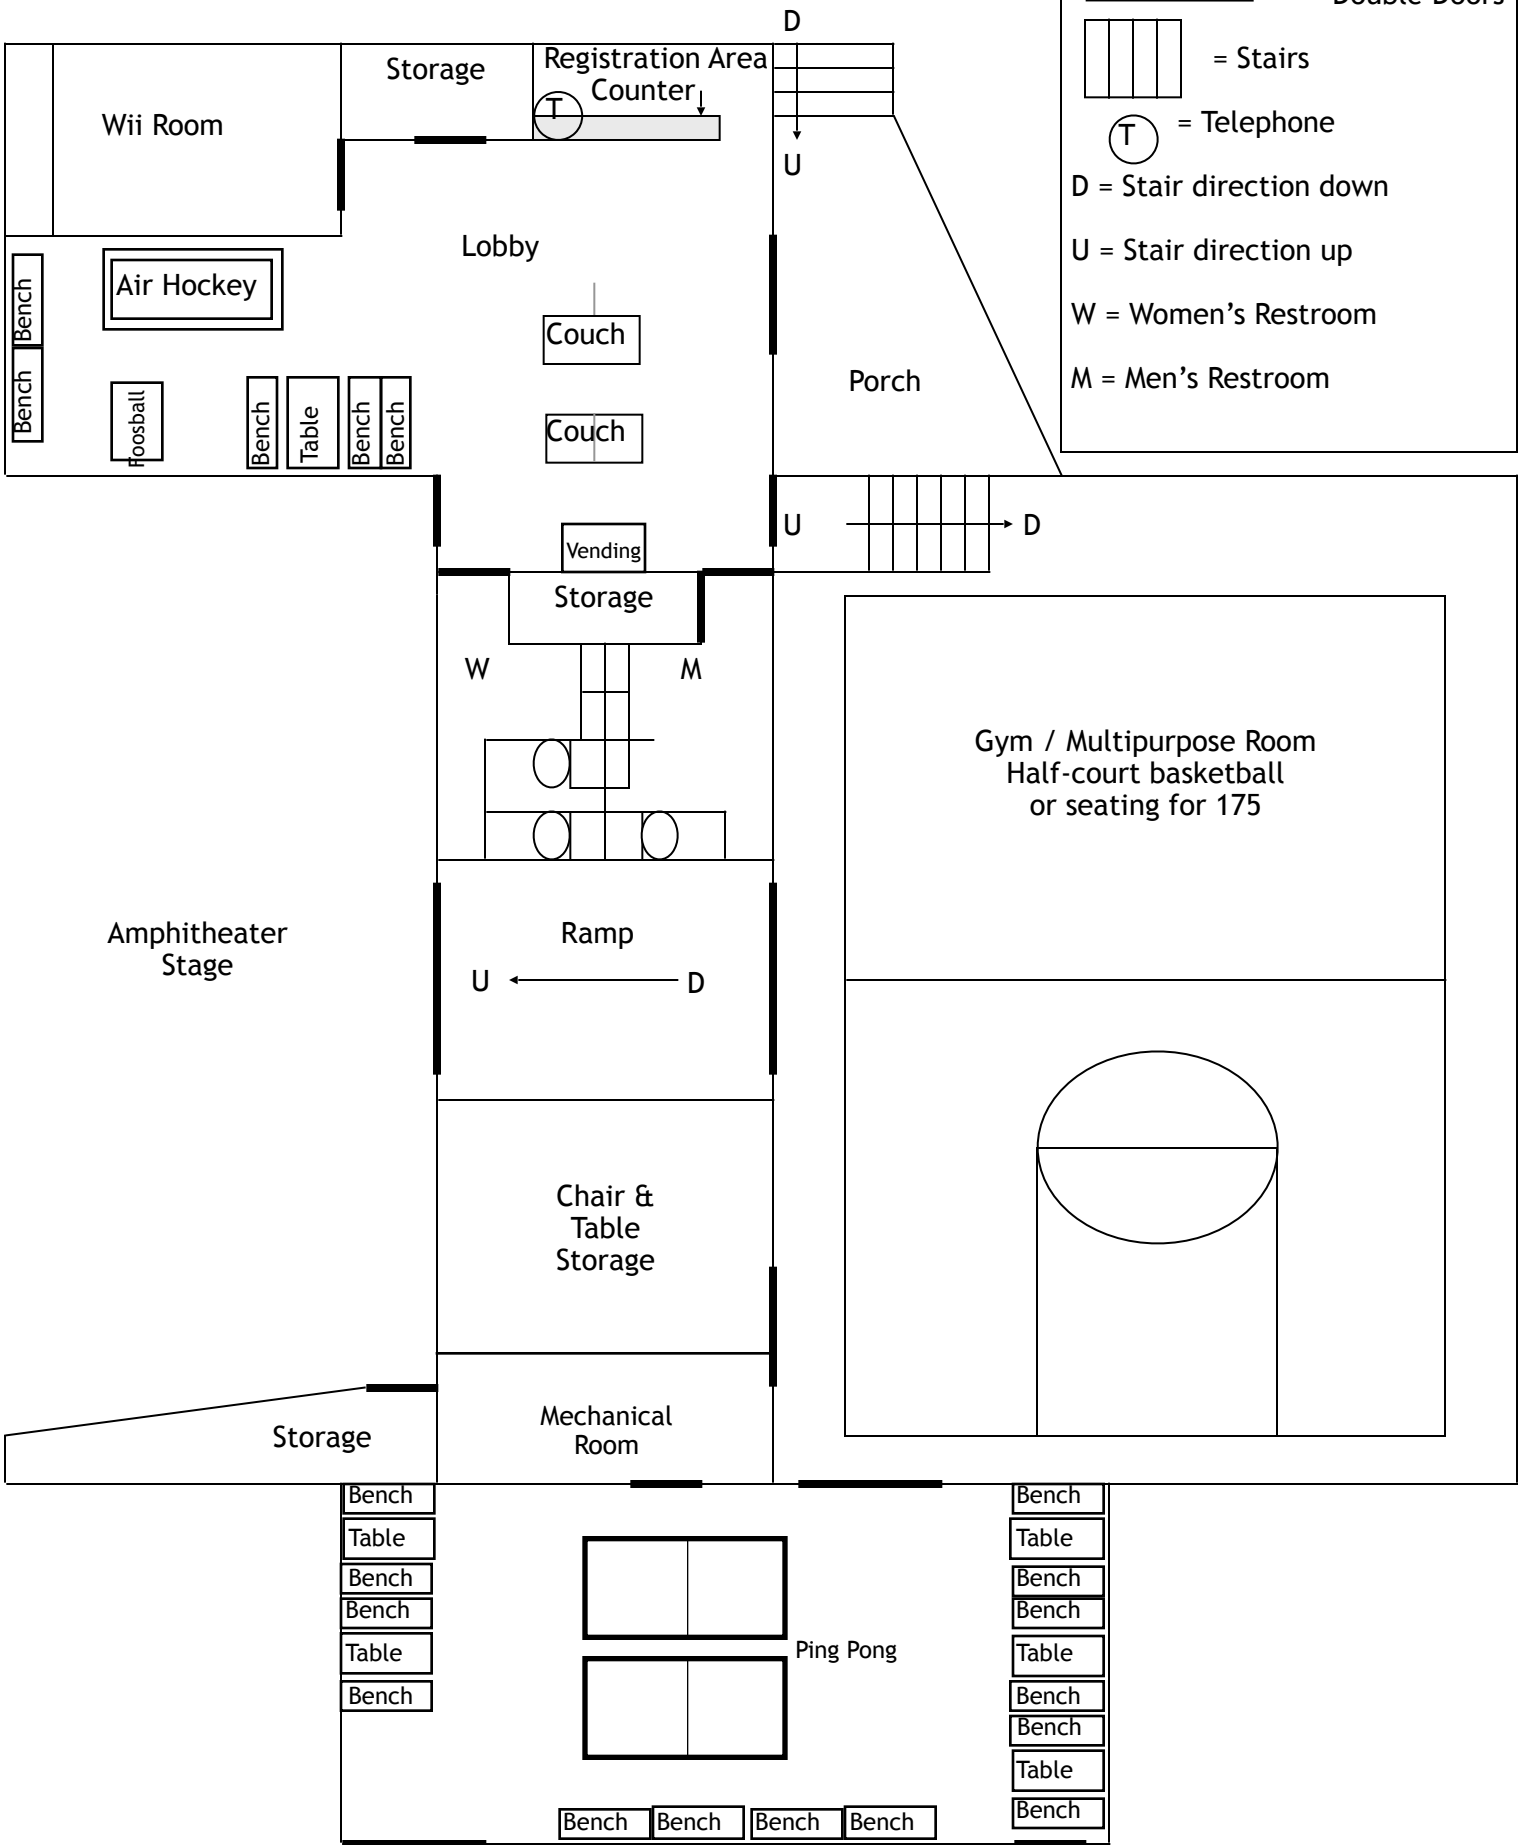 Double Doors
= Stairs
T
= Telephone
D = Stair direction down
U = Stair direction up
W = Women’s Restroom
M = Men’s Restroom
D
Storage
Registration Area
Counter
T
Wii Room
U
Lobby
Bench
Air Hockey
Couch
Porch
Bench
Foosball
Bench
Table
Bench
Bench
Couch
U
D
Vending
Storage
W
M
Gym / Multipurpose Room
Half-court basketball
or seating for 175
Amphitheater
Stage
Ramp
U
D
Chair &
Table
Storage
Storage
Mechanical
Room
Bench
Table
Bench
Bench
Table
Bench
Ping Pong
Bench
Table
Bench
Bench
Table
Bench
Bench
Table
Bench
Bench
Bench
Bench
Bench